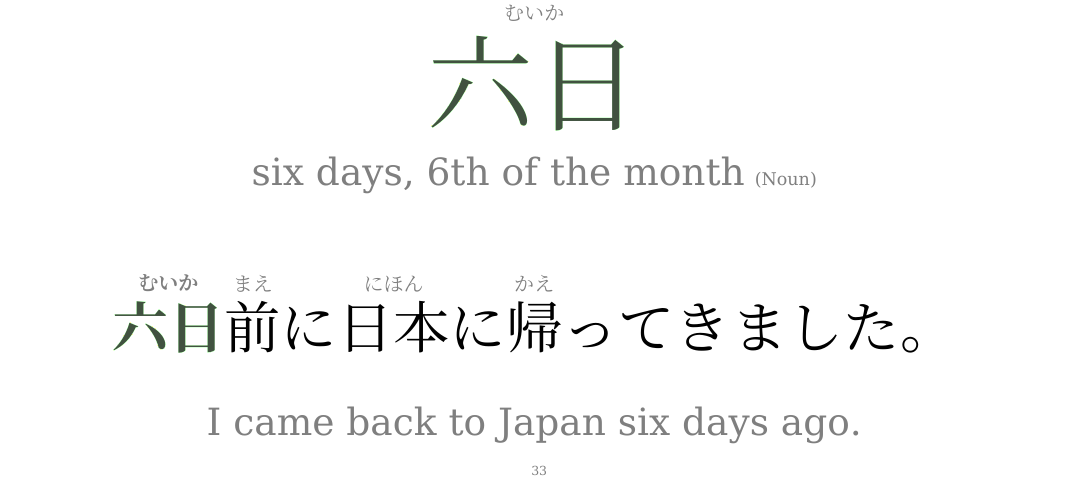 むいか
六日
six days, 6th of the month (Noun)
むいか まえ にほん かえ
六日前に日本に帰ってきました。
I came back to Japan six days ago.
33